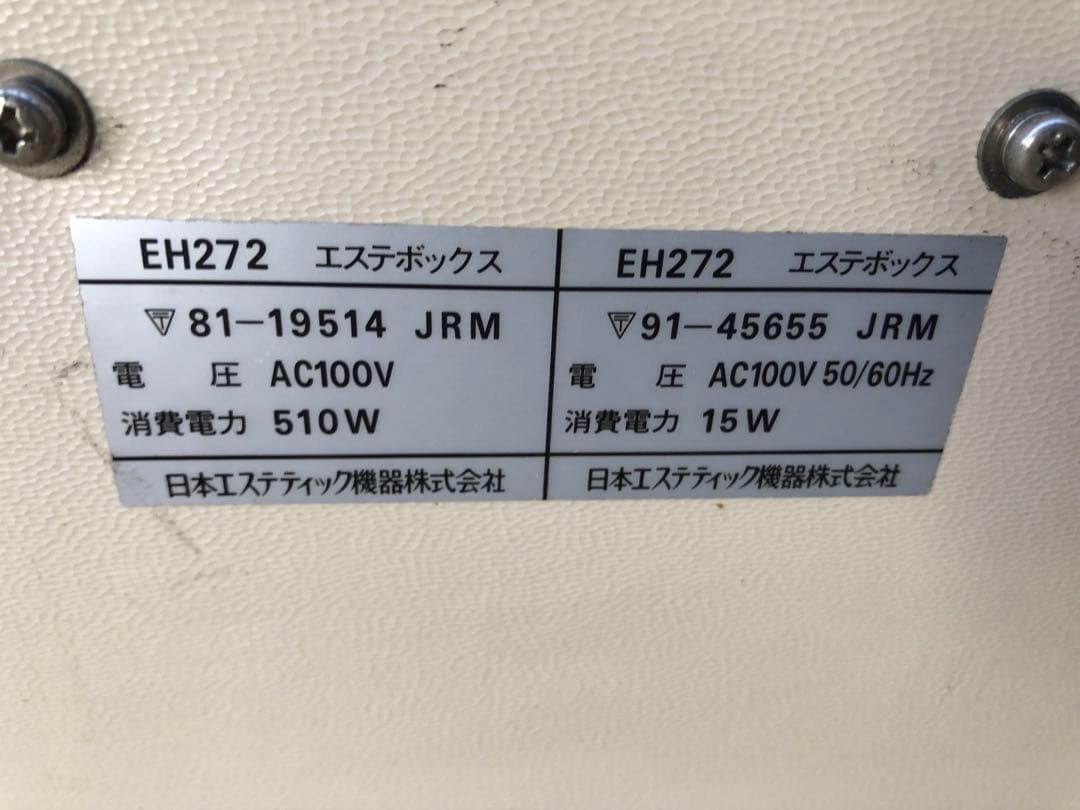 EH272 エステボックス
〒81-19514 JRM
電 圧 AC100V
消費電力 510W
日本エステティック機器株式会社
EH272 エステボックス
〒91-45655 JRM
電 圧 AC100V 50/60Hz
消費電力 15W
日本エステティック機器株式会社